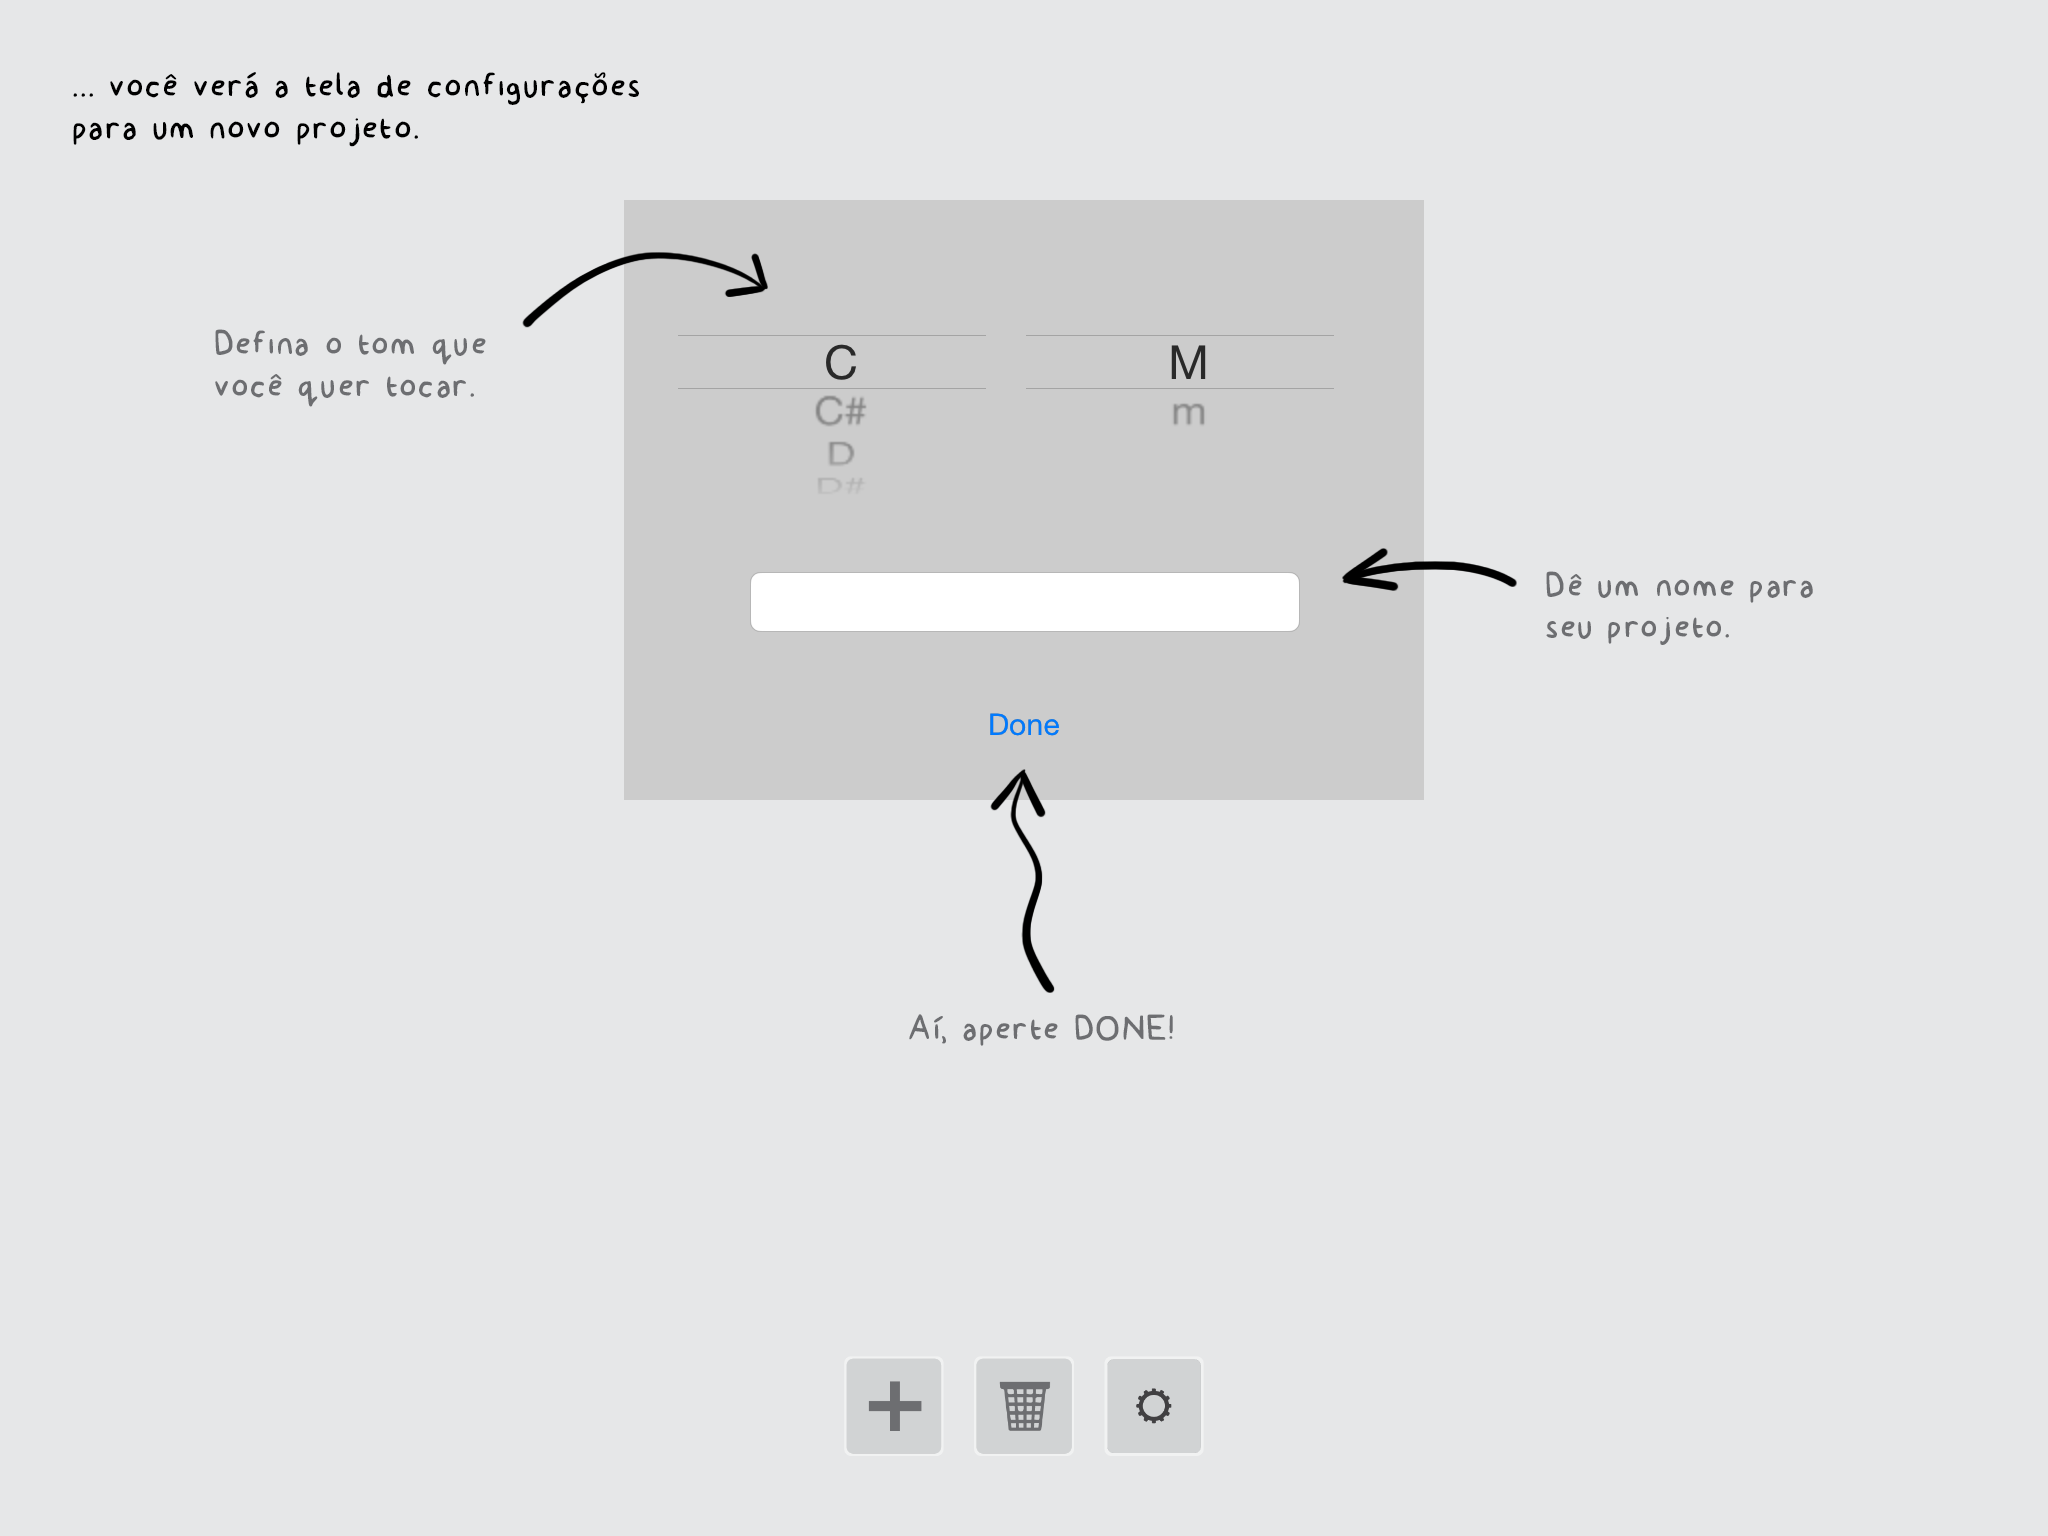 ... você verá a tela de configurações
para um novo projeto.
Defina o tom que
você quer tocar.
C
M
C#
m
D
D#
Dê um nome para
seu projeto.
Done
Aí, aperte DONE!